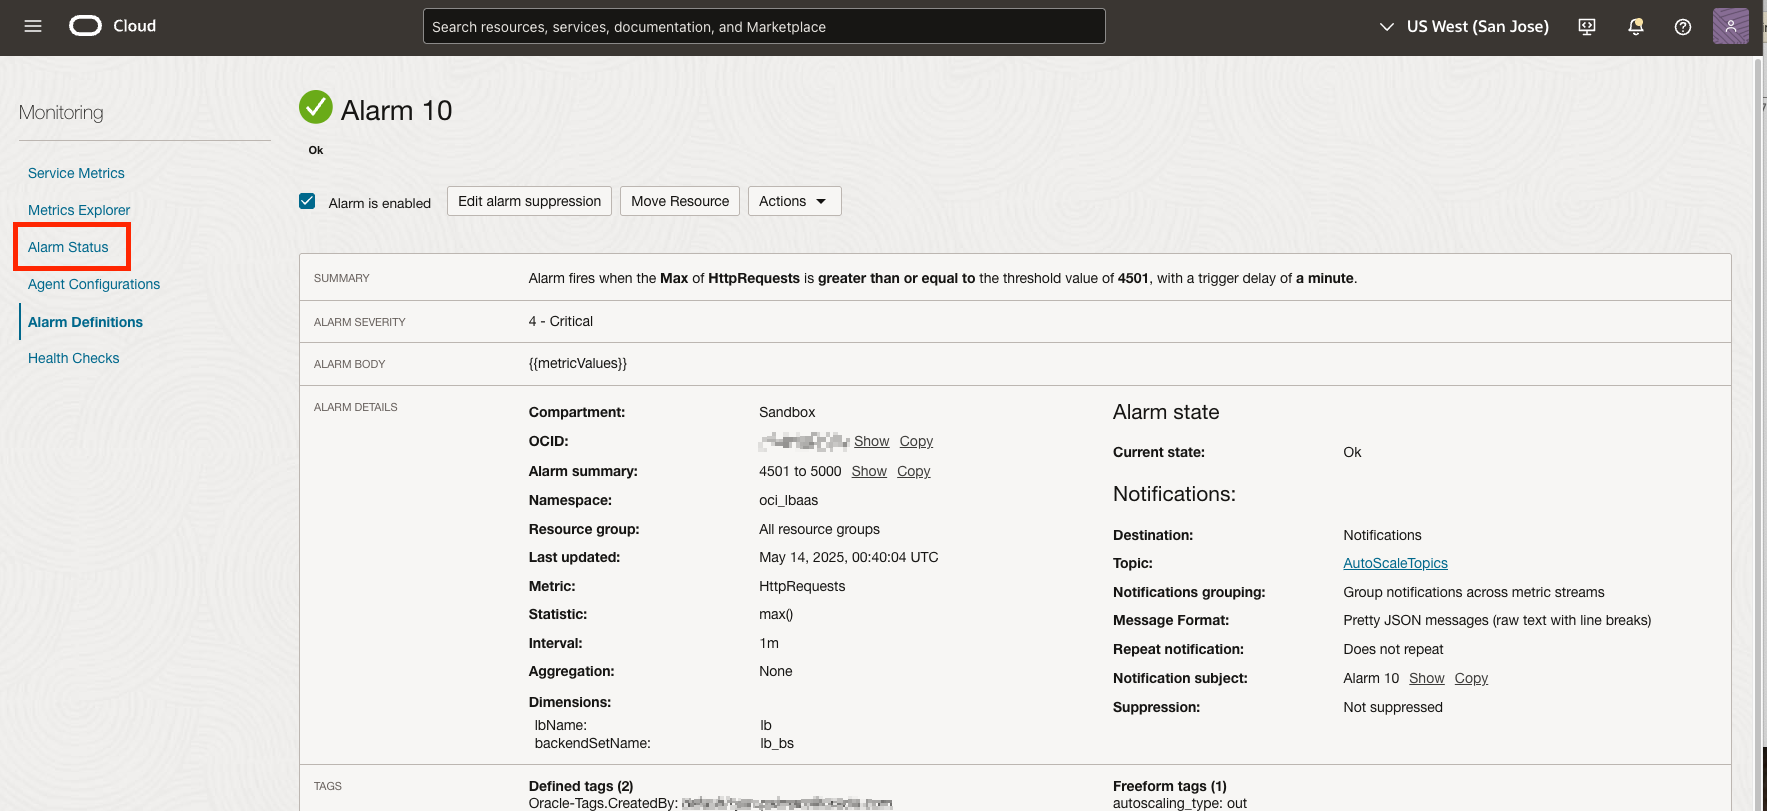 Cloud
Search resources, services, documentation, and Marketplace
US West (San Jose)
Monitoring
Service Metrics
Metrics Explorer
Alarm Status
Agent Configurations
Alarm Definitions
Health Checks
Alarm 10
Ok
Alarm is enabled
Edit alarm suppression
Move Resource
Actions
SUMMARY
Alarm fires when the Max of HttpRequests is greater than or equal to the threshold value of 4501, with a trigger delay of a minute.
ALARM SEVERITY
4 - Critical
ALARM BODY
{{metricValues}}
ALARM DETAILS
Compartment: Sandbox
OCID: Show Copy
Alarm summary: 4501 to 5000 Show Copy
Namespace: oci_lbaas
Resource group: All resource groups
Last updated: May 14, 2025, 00:40:04 UTC
Metric: HttpRequests
Statistic: max()
Interval: 1m
Aggregation: None
Dimensions:
lbName: lb
backendSetName: lb_bs
Alarm state
Current state: Ok
Notifications:
Destination: Notifications
Topic: AutoScaleTopics
Notifications grouping: Group notifications across metric streams
Message Format: Pretty JSON messages (raw text with line breaks)
Repeat notification: Does not repeat
Notification subject: Alarm 10 Show Copy
Suppression: Not suppressed
TAGS
Defined tags (2)
Oracle-Tags.CreatedBy:
Freeform tags (1)
autoscaling_type: out